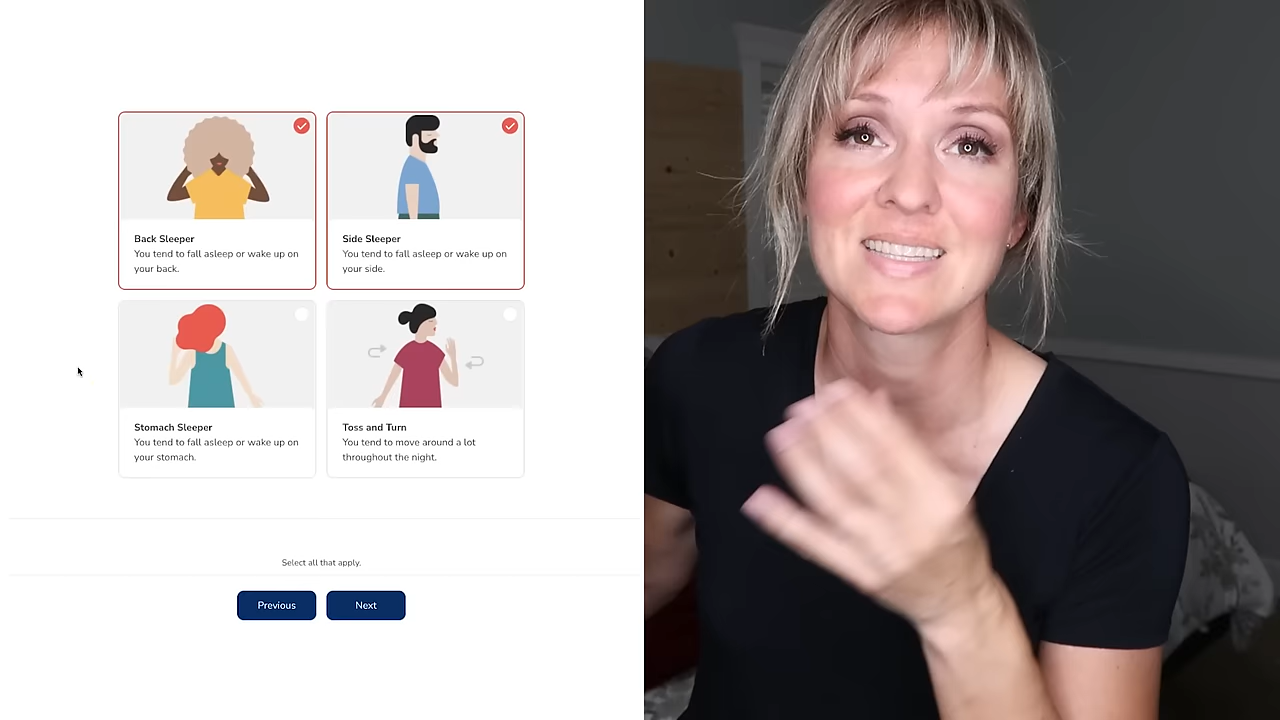 Back Sleeper
You tend to fall asleep or wake up on
your back.
Side Sleeper
You tend to fall asleep or wake up on
your side.
Stomach Sleeper
You tend to fall asleep or wake up on
your stomach.
Toss and Turn
You tend to move around a lot
throughout the night.
Select all that apply.
Previous
Next